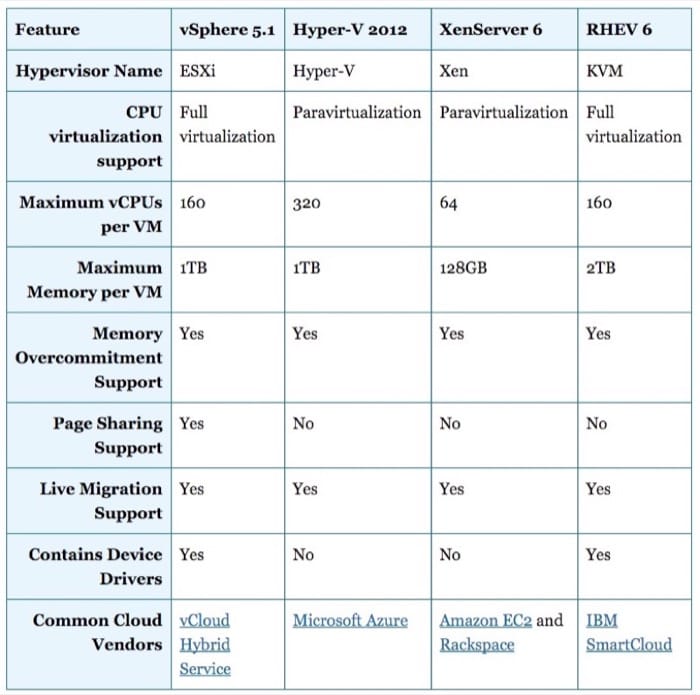 Feature vSphere 5.1 Hyper-V 2012 XenServer 6 RHEV 6
Hypervisor Name ESXi Hyper-V Xen KVM
CPU Full Paravirtualization Paravirtualization Full
virtualization virtualization virtualization
support
Maximum vCPUs 160 320 64 160
per VM
Maximum 1TB 1TB 128GB 2TB
Memory per VM
Memory Yes Yes Yes Yes
Overcommitment
Support
Page Sharing Yes No No No
Support
Live Migration Yes Yes Yes Yes
Support
Contains Device Yes No No Yes
Drivers
Common Cloud vCloud Microsoft Azure Amazon EC2 and IBM
Vendors Hybrid Rackspace SmartCloud
Service